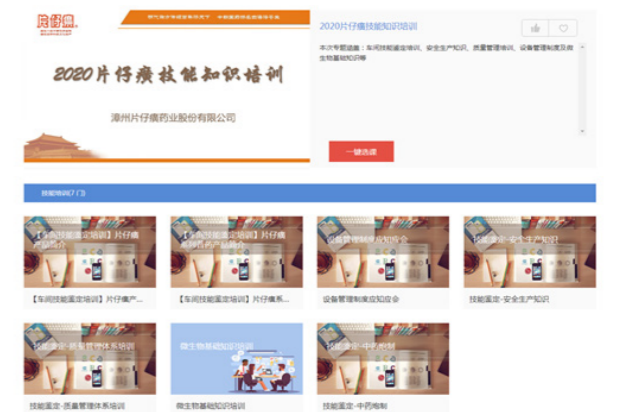 片仔癀
2020片仔癀技能知识培训
漳州片仔癀药业股份有限公司
2020片仔癀技能知识培训
本次专题涵盖：车间技能鉴定培训、安全生产知识、质量管理培训、设备管理制度及微
生物基础知识等
一键选课
技能培训(7 门)
【车间技能鉴定培训】片仔癀
产品简介
【车间技能鉴定培训】片仔癀
系列各药产品简介
设备管理制度应知应会
技能鉴定-安全生产知识
【车间技能鉴定培训】片仔癀产...
【车间技能鉴定培训】片仔癀系...
设备管理制度应知应会
技能鉴定-安全生产知识
技能鉴定-质量管理体系培训
微生物基础知识培训
技能鉴定-中药炮制
技能鉴定-质量管理体系培训
微生物基础知识培训
技能鉴定-中药炮制